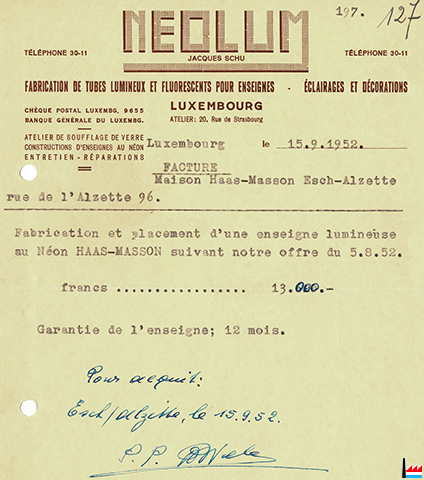 197. 127
NEOLUM
JACQUES SCHU
TÉLÉPHONE 30-11 TÉLÉPHONE 30-11
FABRICATION DE TUBES LUMINEUX ET FLUORESCENTS POUR ENSEIGNES - ÉCLAIRAGES ET DÉCORATIONS
CHÈQUE POSTAL LUXEMBG, 9655
BANQUE GÉNÉRALE DU LUXEMBG.
LUXEMBOURG
ATELIER: 20, Rue de Strasbourg
ATELIER DE SOUFFLAGE DE VERRE
CONSTRUCTIONS D'ENSEIGNES AU NÉON
ENTRETIEN - RÉPARATIONS
Luxembourg le 15.9.1952.
FACTURE
Maison Haas-Masson Esch-Alzette
rue de l'Alzette 96.
Fabrication et placement d'une enseigne lumineuse
au Néon HAAS-MASSON suivant notre offre du 5.8.52.
francs ................ 13.000.-
Garantie de l'enseigne; 12 mois.
Pour acquit:
Esch/Alzette, le 15.9.52.
P. P.